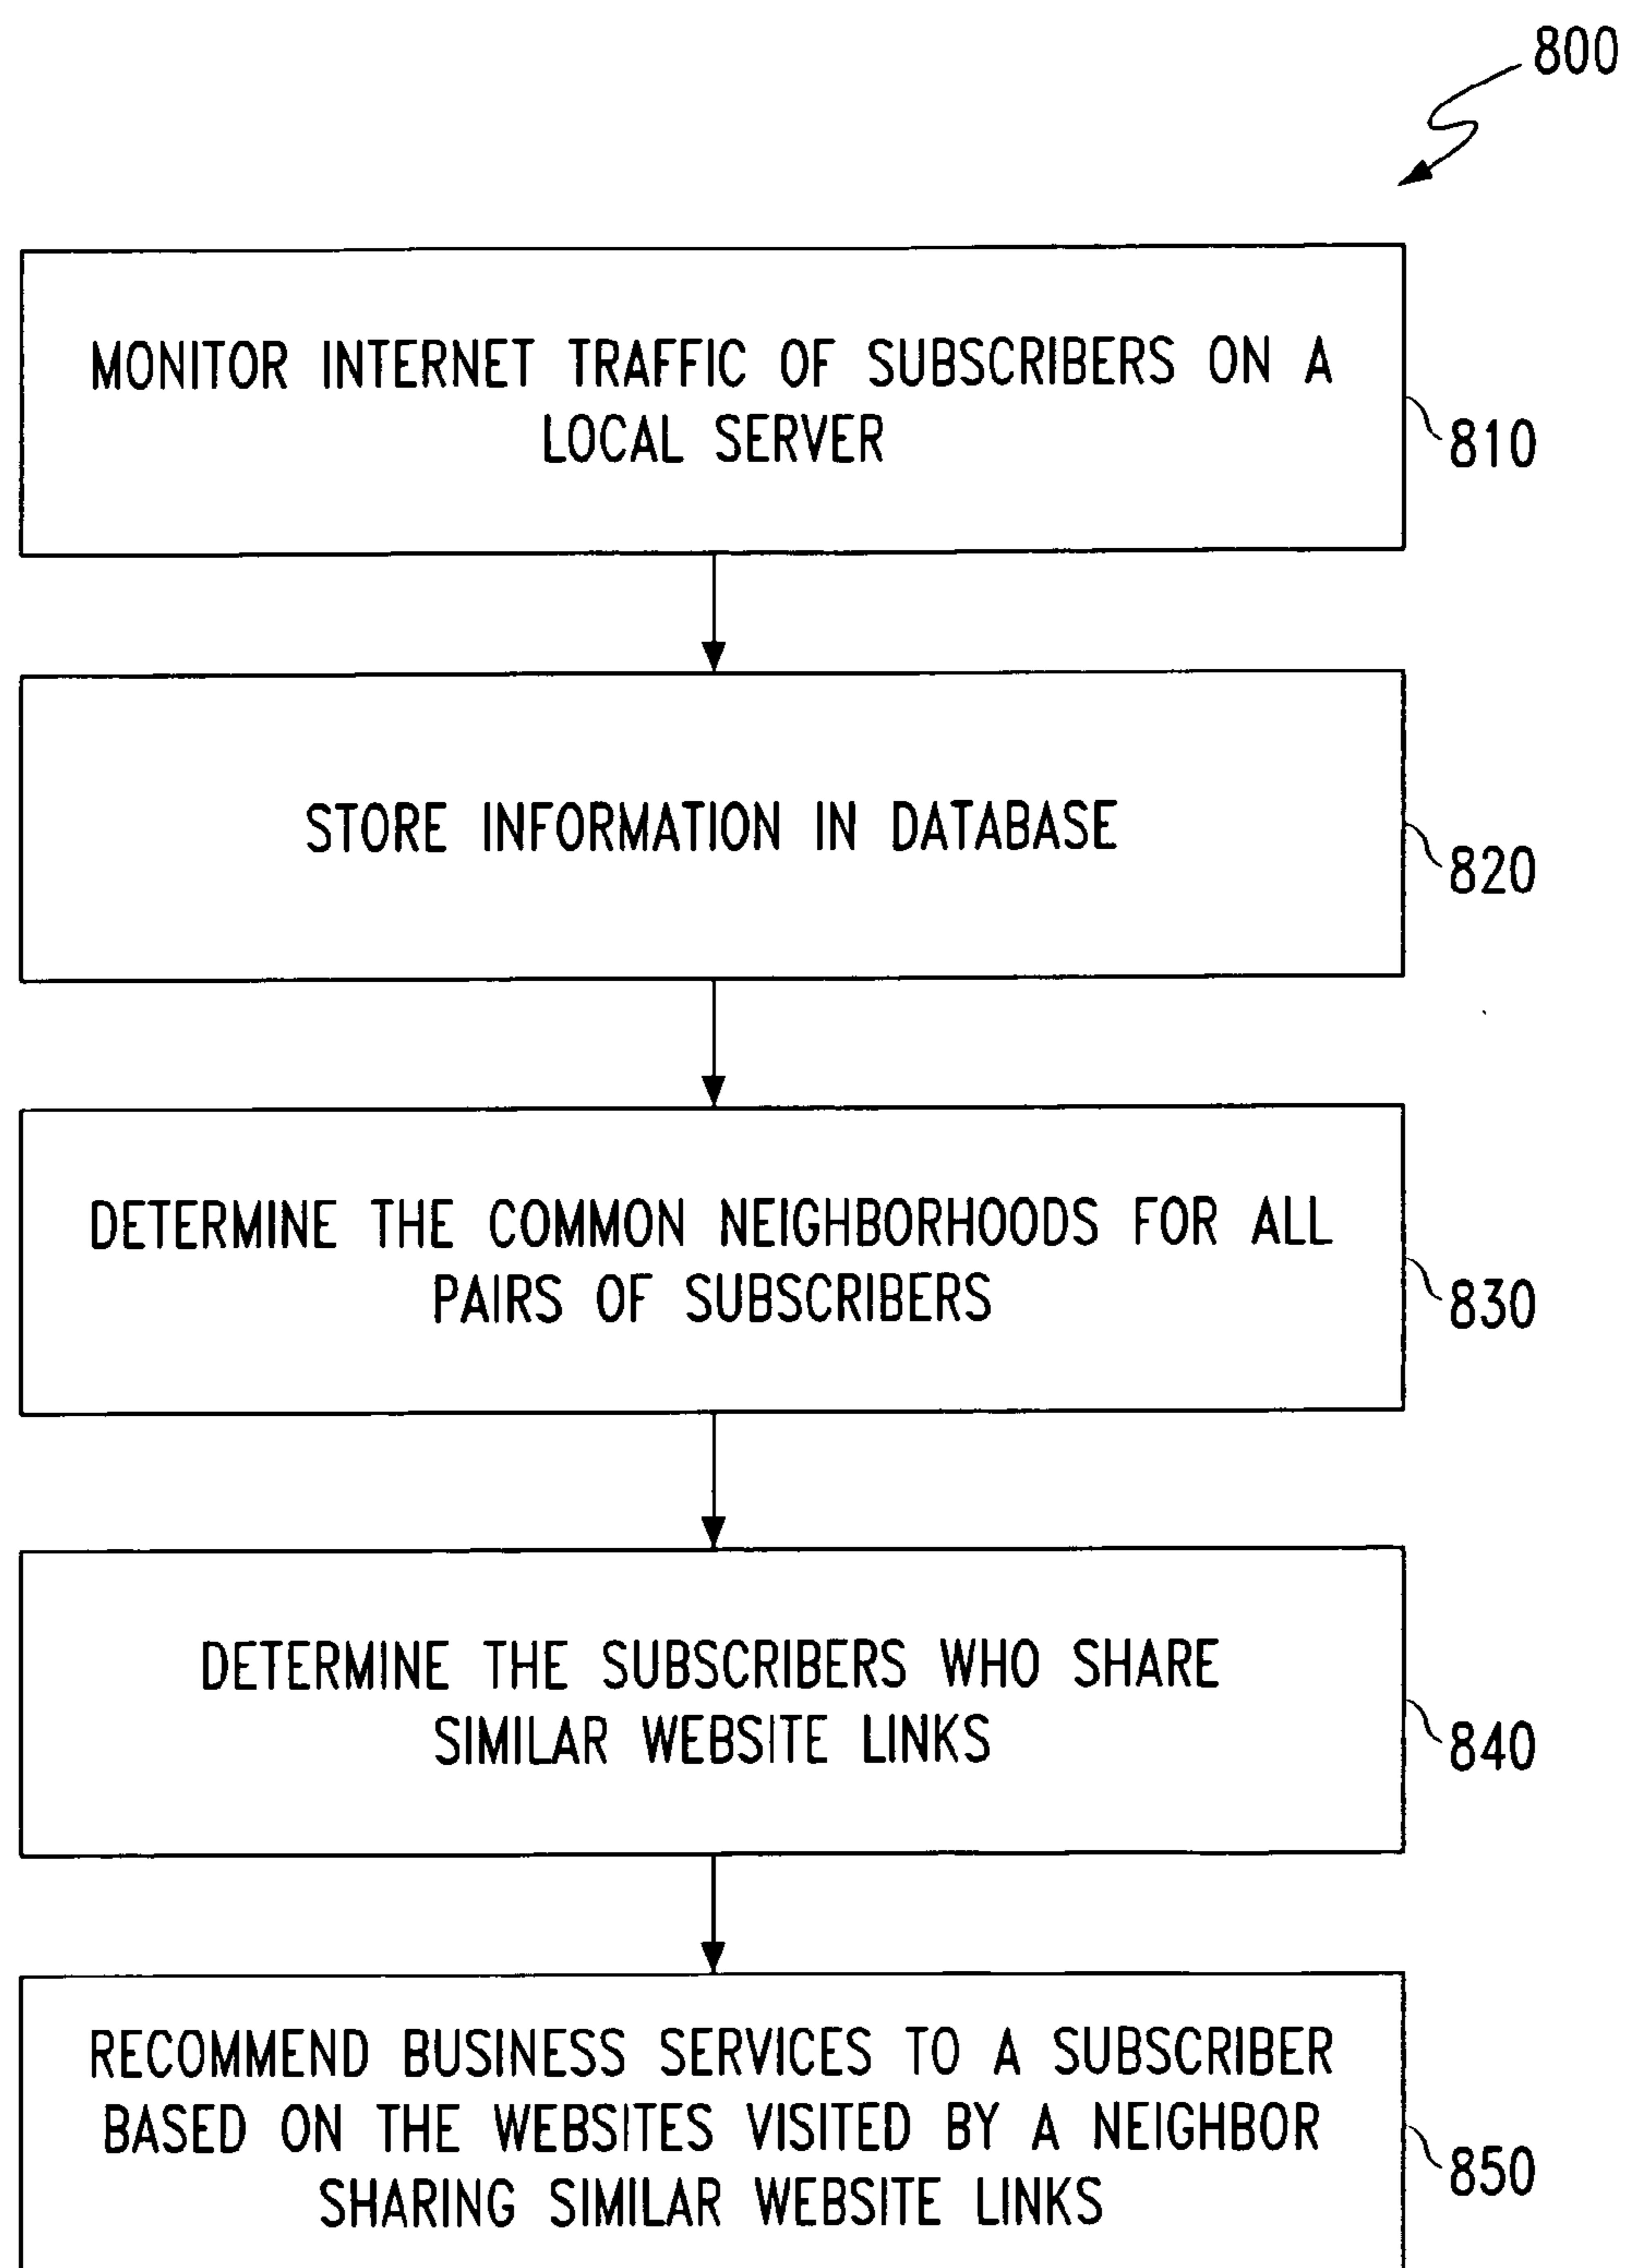 800
MONITOR INTERNET TRAFFIC OF SUBSCRIBERS ON A
LOCAL SERVER
810
STORE INFORMATION IN DATABASE
820
DETERMINE THE COMMON NEIGHBORHOODS FOR ALL
PAIRS OF SUBSCRIBERS
830
DETERMINE THE SUBSCRIBERS WHO SHARE
SIMILAR WEBSITE LINKS
840
RECOMMEND BUSINESS SERVICES TO A SUBSCRIBER
BASED ON THE WEBSITES VISITED BY A NEIGHBOR
SHARING SIMILAR WEBSITE LINKS
850